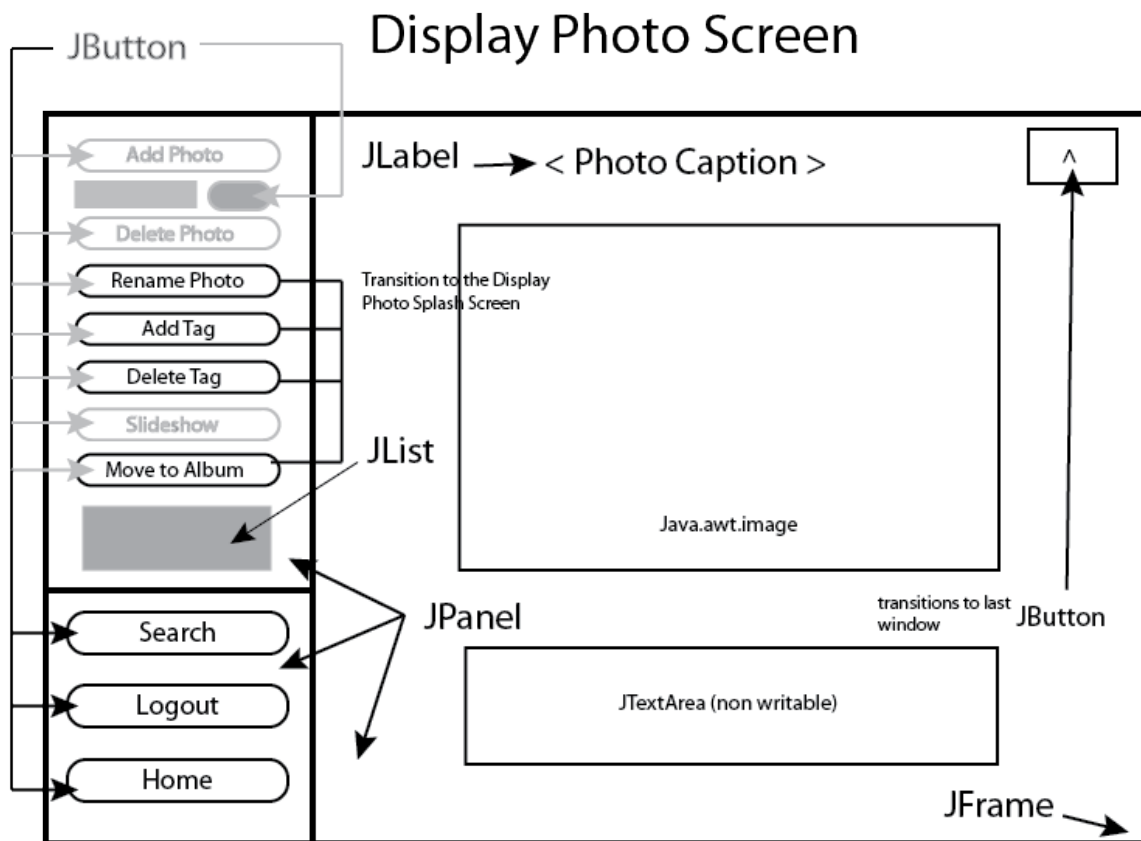 Display Photo Screen
JButton
Add Photo
Delete Photo
Rename Photo
Add Tag
Delete Tag
Slideshow
Move to Album
Search
Logout
Home
JLabel
< Photo Caption >
^
Transition to the Display
Photo Splash Screen
JList
Java.awt.image
JPanel
transitions to last
window
JButton
JTextArea (non writable)
JFrame